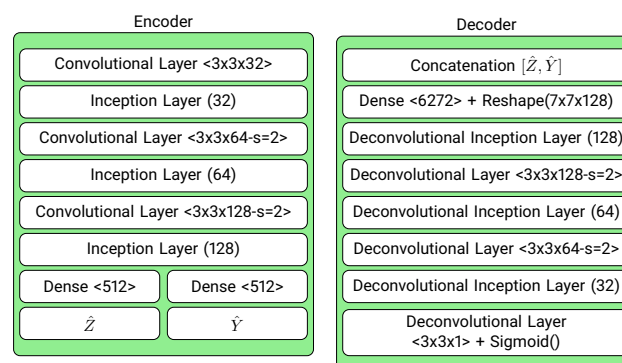 Encoder
Convolutional Layer <3x3x32>
Inception Layer (32)
Convolutional Layer <3x3x64-s=2>
Inception Layer (64)
Convolutional Layer <3x3x128-s=2>
Inception Layer (128)
Dense <512> Dense <512>
Ẑ Ŷ
Decoder
Concatenation [Ẑ, Ŷ]
Dense <6272> + Reshape(7x7x128)
Deconvolutional Inception Layer (128)
Deconvolutional Layer <3x3x128-s=2>
Deconvolutional Inception Layer (64)
Deconvolutional Layer <3x3x64-s=2>
Deconvolutional Inception Layer (32)
Deconvolutional Layer
<3x3x1> + Sigmoid()